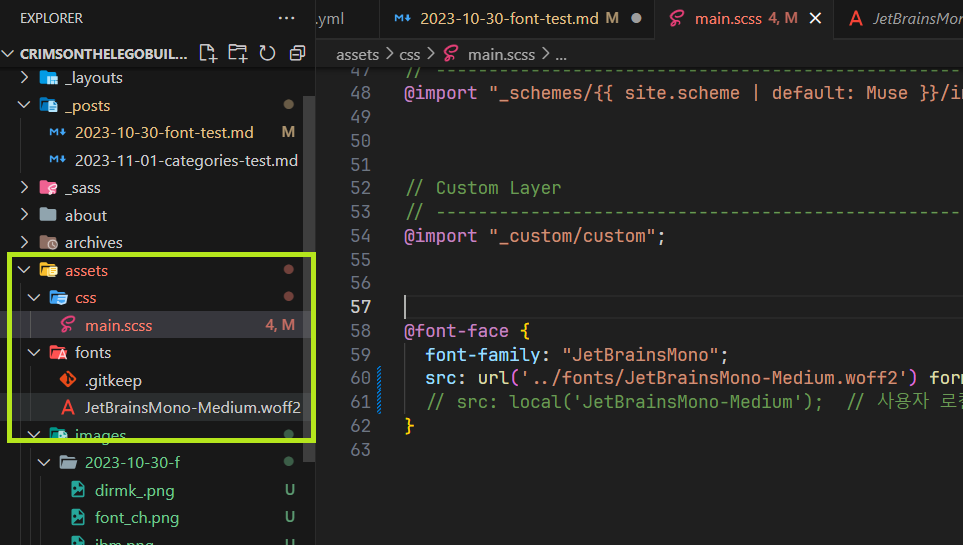 EXPLORER
.yml
2023-10-30-font-test.md M
main.scss 4, M
CRIMSONTHELEGOBUIL...
assets > css > main.scss > ...
_layouts
_posts
2023-10-30-font-test.md M
2023-11-01-categories-test.md
_sass
about
archives
assets
css
main.scss 4, M
fonts
.gitkeep
JetBrainsMono-Medium.woff2
images
2023-10-30-f
dirmk_.png U
font_ch.png U
47 // --------------------------------------------------
48 @import "_schemes/{{ site.scheme | default: Muse }}/
49
50
51
52 // Custom Layer
53 // --------------------------------------------------
54 @import "_custom/custom";
55
56
57
58 @font-face {
59 font-family: "JetBrainsMono";
60 src: url('../fonts/JetBrainsMono-Medium.woff2')
61 // src: local('JetBrainsMono-Medium'); // 사용자
62 }
63